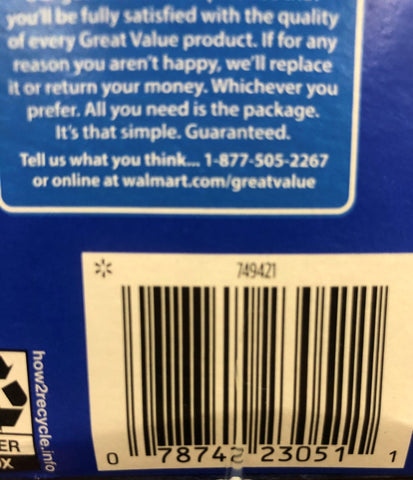 you'll be fully satisfied with the quality
of every Great Value product. If for any
reason you aren't happy, we'll replace
it or return your money. Whichever you
prefer. All you need is the package.
It's that simple. Guaranteed.
Tell us what you think... 1-877-505-2267
or online at walmart.com/greatvalue
749421
how2recycle.info
ER
OX
0 78742 23051 1